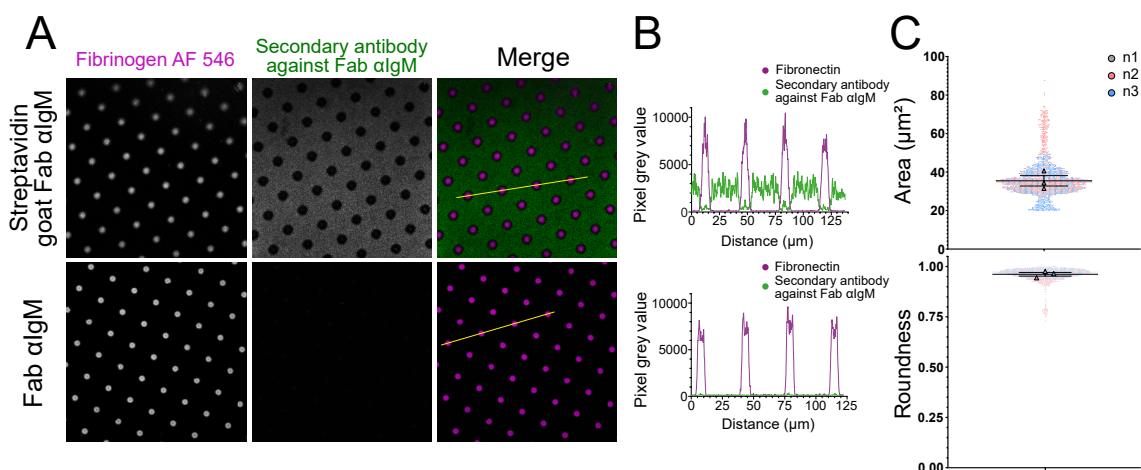 A
Fibrinogen AF 546
Secondary antibody
against Fab αIgM
Merge
Streptavidin
goat Fab αIgM
Fab αIgM
B
Fibronectin
Secondary antibody
against Fab αIgM
Pixel grey value
10000
5000
0
0 25 50 75 100 125
Distance (µm)
Fibronectin
Secondary antibody
against Fab αIgM
Pixel grey value
10000
5000
0
0 25 50 75 100 125
Distance (µm)
C
n1
n2
n3
Area (µm²)
100
80
60
40
20
0
Roundness
1.00
0.75
0.50
0.25
0.00